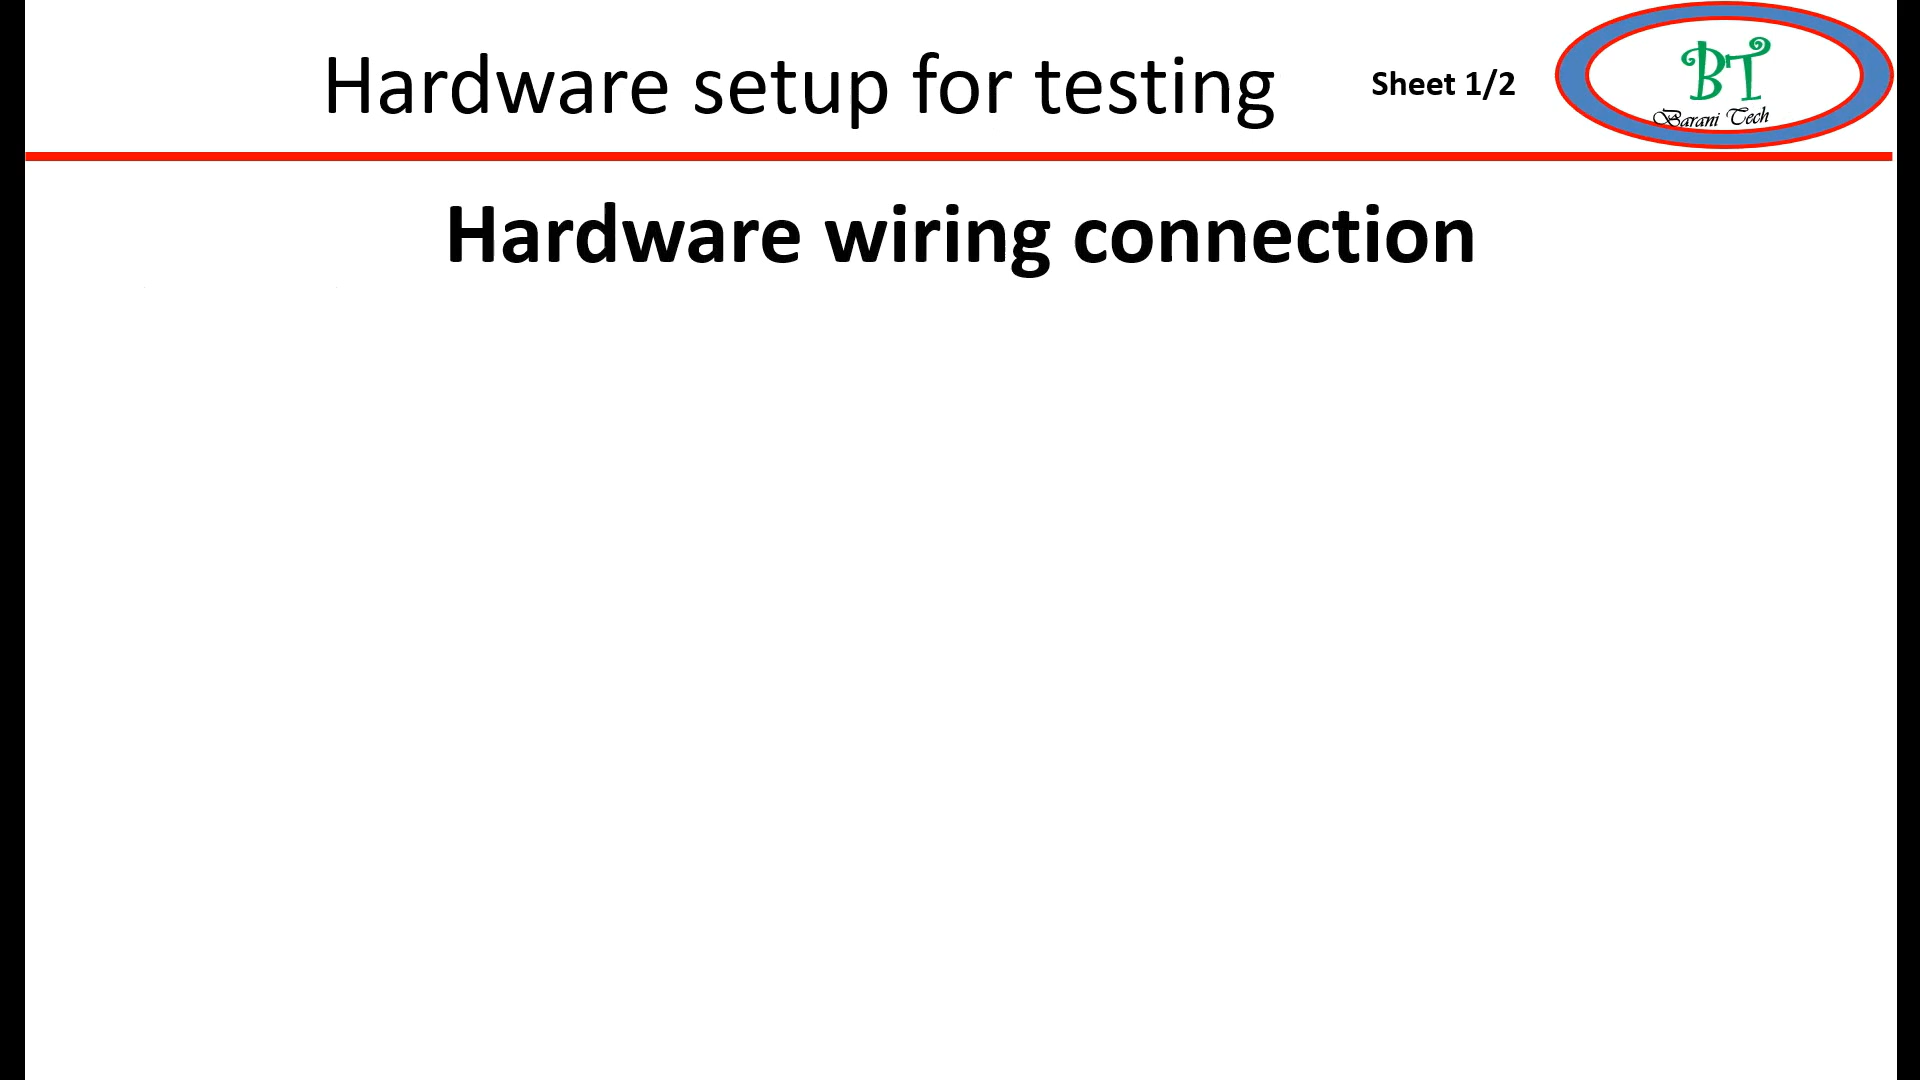 Hardware setup for testing
Sheet 1/2
BT
Barani Tech
Hardware wiring connection